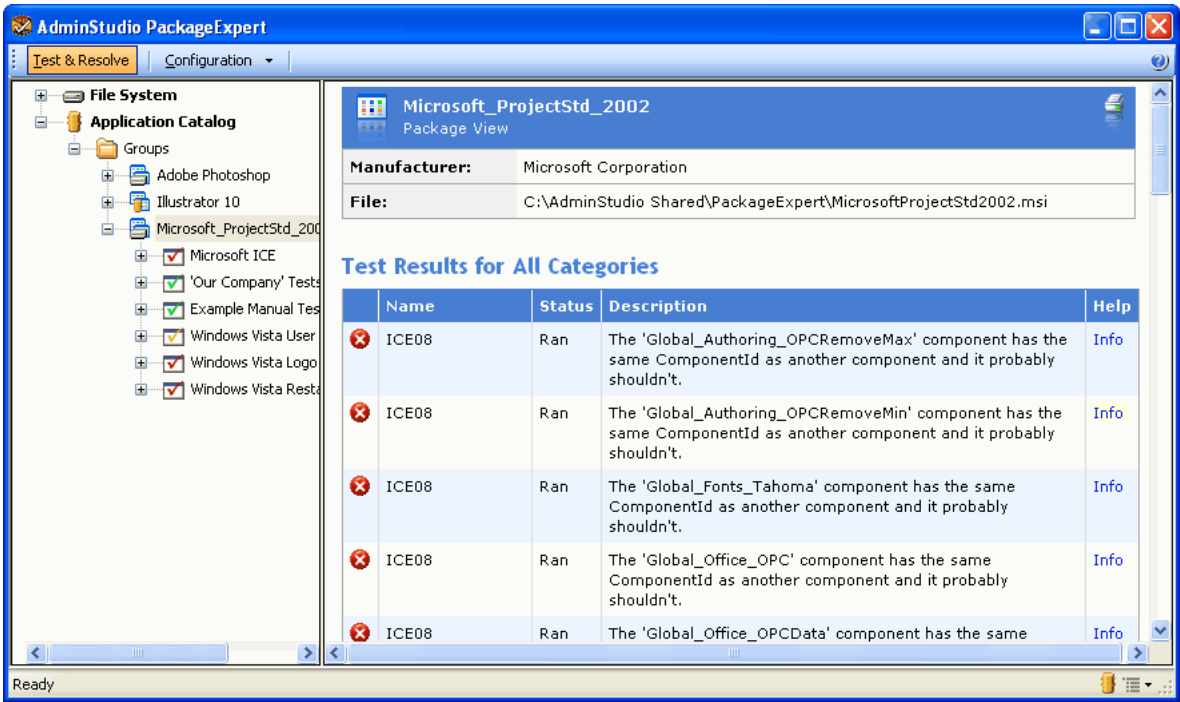 AdminStudio PackageExpert
Test & Resolve
Configuration
File System
Application Catalog
Groups
Adobe Photoshop
Illustrator 10
Microsoft_ProjectStd_200
Microsoft ICE
'Our Company' Tests
Example Manual Tes
Windows Vista User
Windows Vista Logo
Windows Vista Resta
Microsoft_ProjectStd_2002
Package View
Manufacturer: Microsoft Corporation
File: C:\AdminStudio Shared\PackageExpert\MicrosoftProjectStd2002.msi
Test Results for All Categories
Name Status Description Help
ICE08 Ran The 'Global_Authoring_OPCRemoveMax' component has the Info
same ComponentId as another component and it probably
shouldn't.
ICE08 Ran The 'Global_Authoring_OPCRemoveMin' component has the Info
same ComponentId as another component and it probably
shouldn't.
ICE08 Ran The 'Global_Fonts_Tahoma' component has the same Info
ComponentId as another component and it probably
shouldn't.
ICE08 Ran The 'Global_Office_OPC' component has the same Info
ComponentId as another component and it probably
shouldn't.
ICE08 Ran The 'Global_Office_OPCData' component has the same Info
Ready